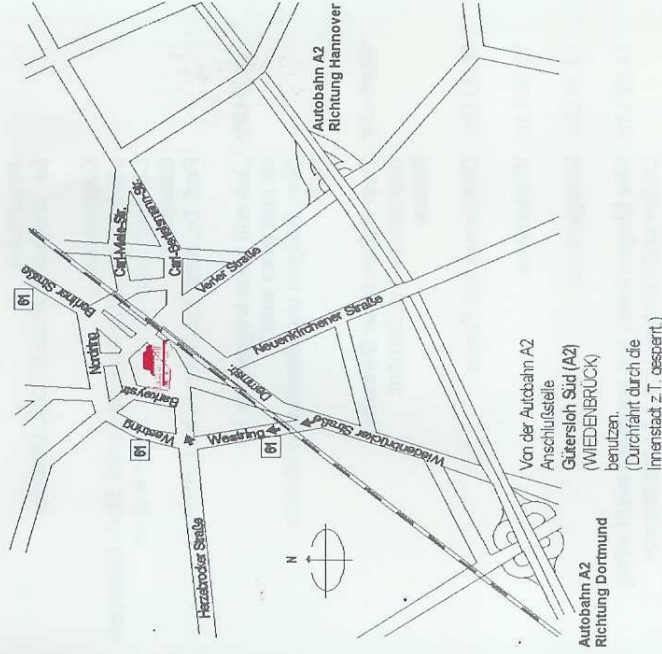 61
Berliner Straße
Nordring
Carl-Miele-Str.
Carl-Bertelsmann-Str.
Verler Straße
Autobahn A2
Richtung Hannover
Barkeystr.
Westring
61
Westring
61
Herzebrocker Straße
Neuenkirchener Straße
Wiedenbrücker Straße
N
Von der Autobahn A2
Anschlußstelle
Gütersloh Süd (A2)
(WIEDENBRÜCK)
benutzen.
(Durchfahrt durch die
Innenstadt z.T. gesperrt.)
Autobahn A2
Richtung Dortmund